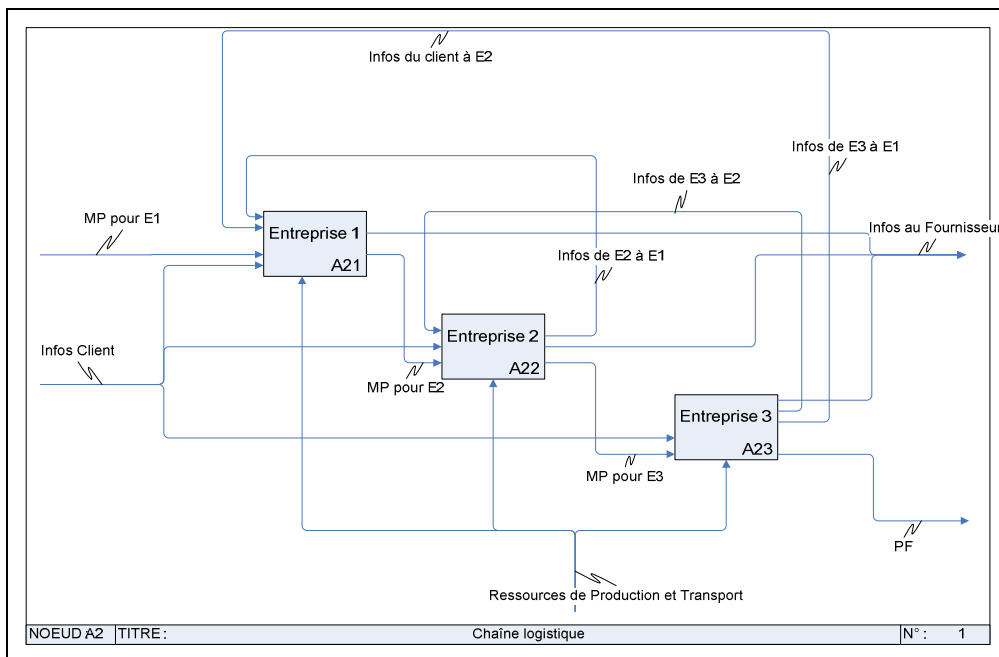 Infos du client à E2
Infos de E3 à E1
Infos de E3 à E2
MP pour E1
Infos au Fournisseur
Entreprise 1
A21
Infos de E2 à E1
Entreprise 2
A22
Infos Client
MP pour E2
Entreprise 3
A23
MP pour E3
PF
Ressources de Production et Transport
NOEUD A2 TITRE : Chaîne logistique N° : 1